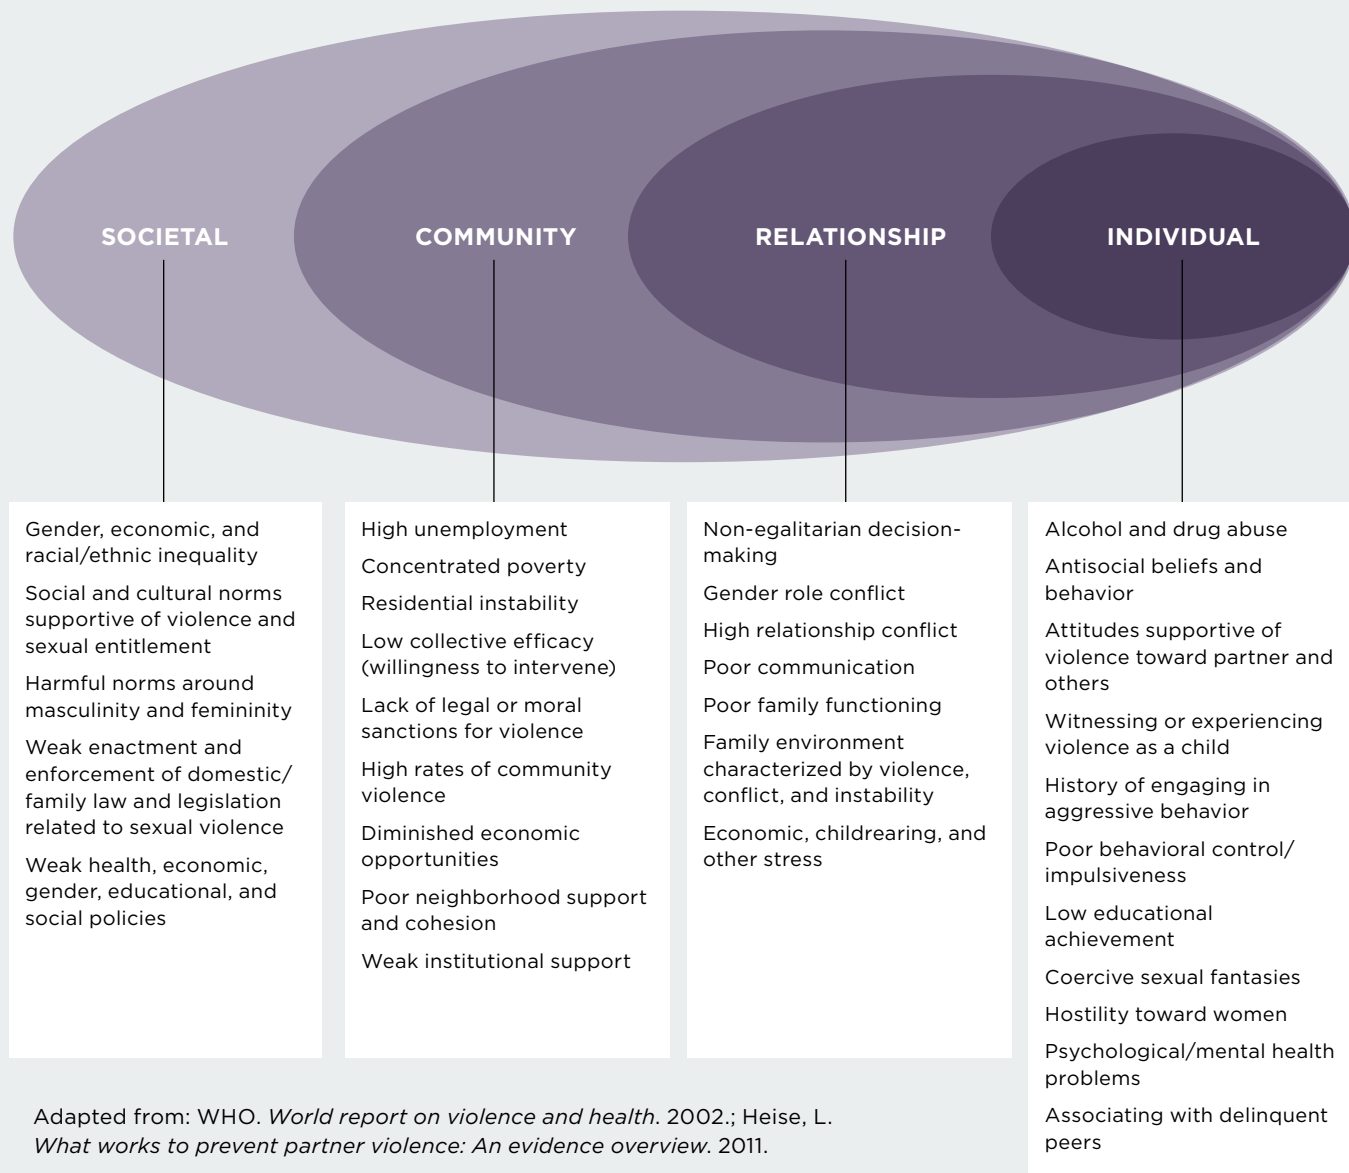 SOCIETAL
COMMUNITY
RELATIONSHIP
INDIVIDUAL
Gender, economic, and
racial/ethnic inequality
Social and cultural norms
supportive of violence and
sexual entitlement
Harmful norms around
masculinity and femininity
Weak enactment and
enforcement of domestic/
family law and legislation
related to sexual violence
Weak health, economic,
gender, educational, and
social policies
High unemployment
Concentrated poverty
Residential instability
Low collective efficacy
(willingness to intervene)
Lack of legal or moral
sanctions for violence
High rates of community
violence
Diminished economic
opportunities
Poor neighborhood support
and cohesion
Weak institutional support
Non-egalitarian decision-
making
Gender role conflict
High relationship conflict
Poor communication
Poor family functioning
Family environment
characterized by violence,
conflict, and instability
Economic, childrearing, and
other stress
Alcohol and drug abuse
Antisocial beliefs and
behavior
Attitudes supportive of
violence toward partner and
others
Witnessing or experiencing
violence as a child
History of engaging in
aggressive behavior
Poor behavioral control/
impulsiveness
Low educational
achievement
Coercive sexual fantasies
Hostility toward women
Psychological/mental health
problems
Associating with delinquent
peers
Adapted from: WHO. World report on violence and health. 2002.; Heise, L.
What works to prevent partner violence: An evidence overview. 2011.